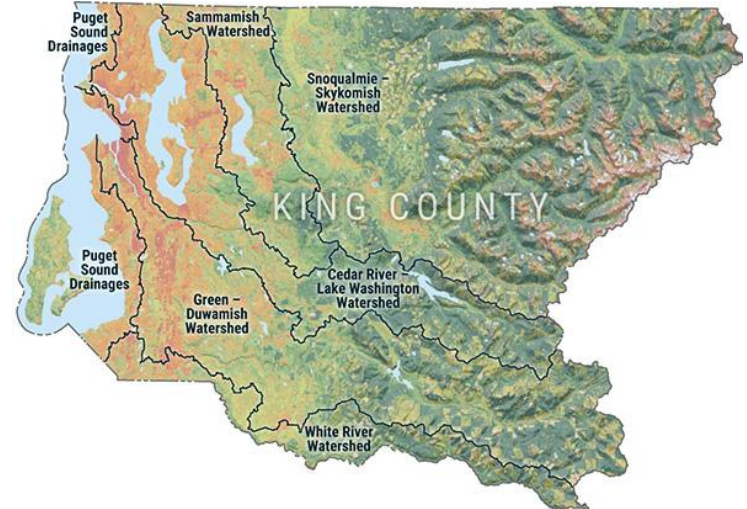 Puget
Sound
Drainages
Sammamish
Watershed
Snoqualmie –
Skykomish
Watershed
KING COUNTY
Puget
Sound
Drainages
Cedar River –
Lake Washington
Watershed
Green –
Duwamish
Watershed
White River
Watershed